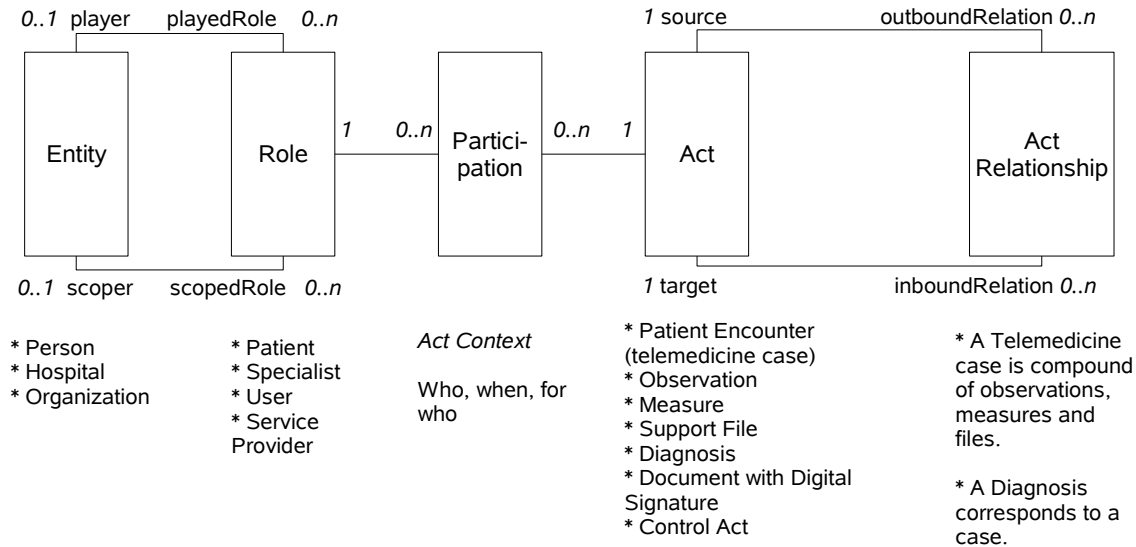 0..1 player playedRole 0..n
1 source outboundRelation 0..n
Entity
Role
1 0..n
Partici-
pation
0..n 1
Act
Act
Relationship
0..1 scoper scopedRole 0..n
1 target inboundRelation 0..n
* Person
* Hospital
* Organization
* Patient
* Specialist
* User
* Service
Provider
Act Context
Who, when, for
who
* Patient Encounter
(telemedicine case)
* Observation
* Measure
* Support File
* Diagnosis
* Document with Digital
Signature
* Control Act
* A Telemedicine
case is compound
of observations,
measures and
files.
* A Diagnosis
corresponds to a
case.